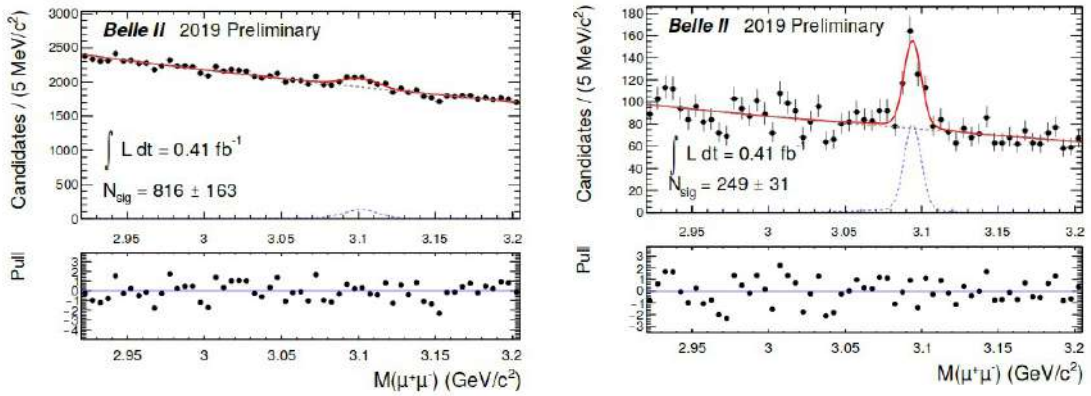 Candidates / (5 MeV/c²)
Belle II 2019 Preliminary
3000
2500
2000
1500
1000
500
0
∫ L dt = 0.41 fb⁻¹
N_sig = 816 ± 163
2.95 3 3.05 3.1 3.15 3.2
Pull
3
2
1
0
−1
−2
−3
−4
2.95 3 3.05 3.1 3.15 3.2
M(μ⁺μ⁻) (GeV/c²)
Candidates / (5 MeV/c²)
Belle II 2019 Preliminary
180
160
140
120
100
80
60
40
20
0
∫ L dt = 0.41 fb⁻¹
N_sig = 249 ± 31
2.95 3 3.05 3.1 3.15 3.2
Pull
3
2
1
0
−1
−2
−3
2.95 3 3.05 3.1 3.15 3.2
M(μ⁺μ⁻) (GeV/c²)